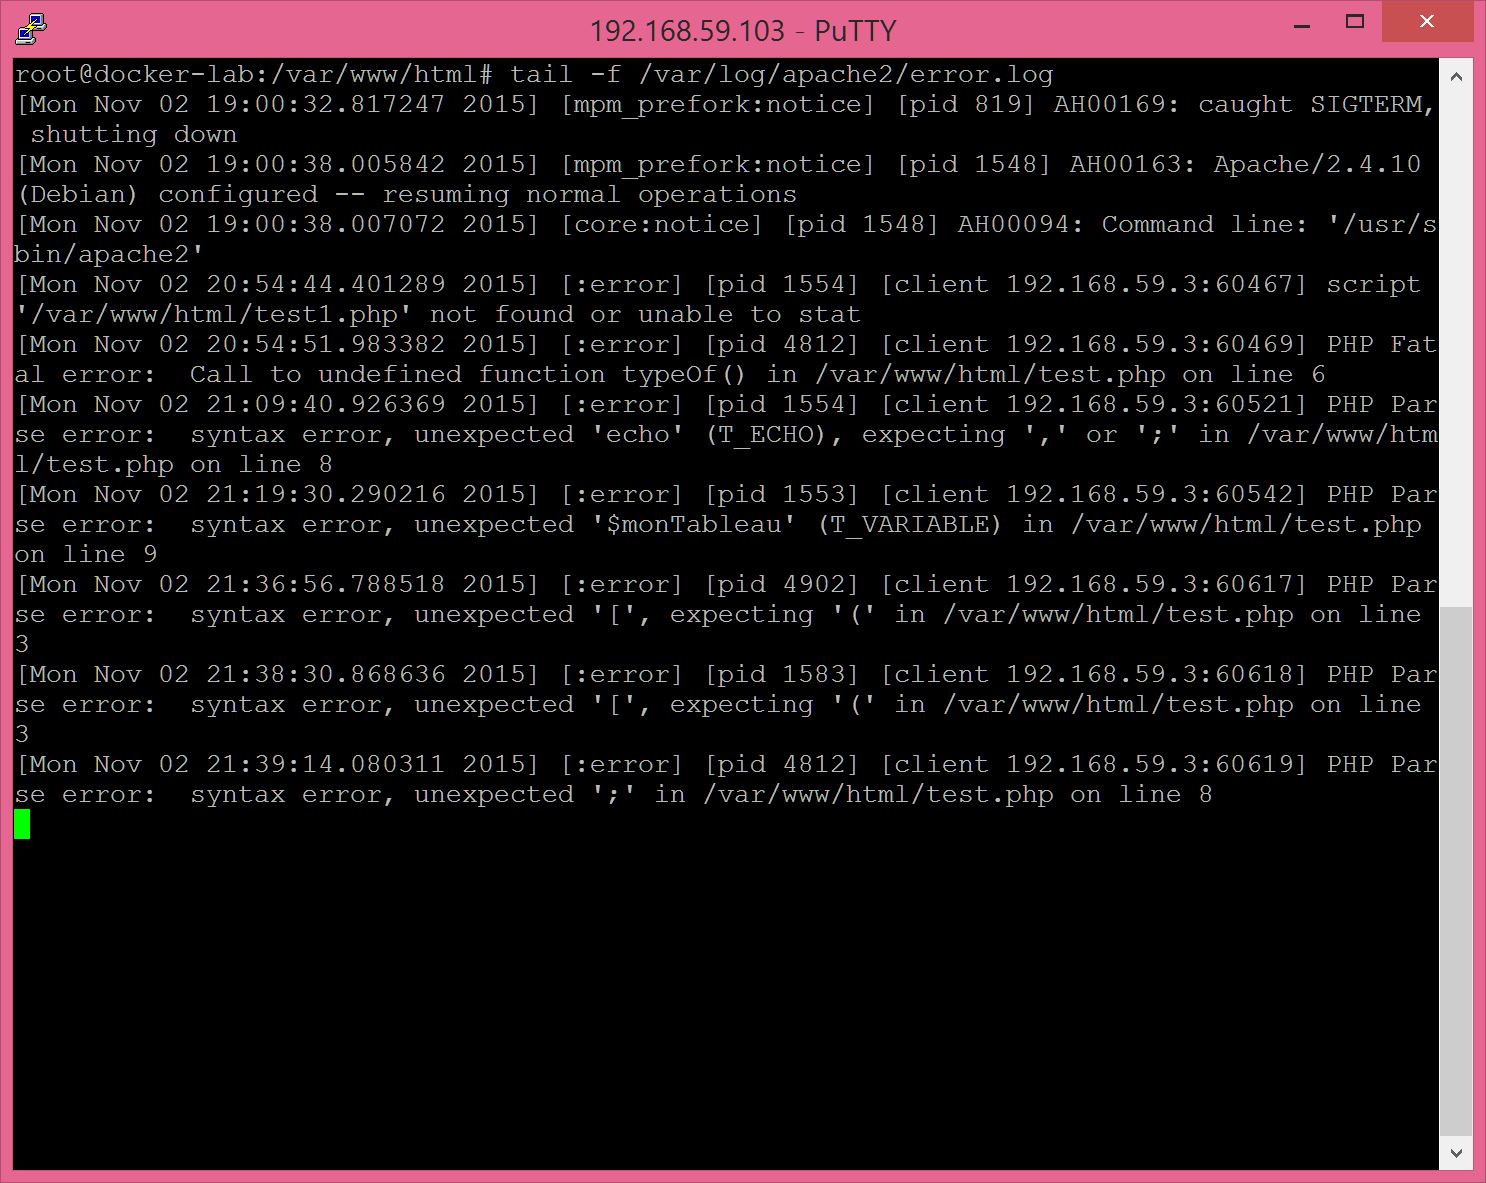 192.168.59.103 - PuTTY
root@docker-lab:/var/www/html# tail -f /var/log/apache2/error.log
[Mon Nov 02 19:00:32.817247 2015] [mpm_prefork:notice] [pid 819] AH00169: caught SIGTERM,
 shutting down
[Mon Nov 02 19:00:38.005842 2015] [mpm_prefork:notice] [pid 1548] AH00163: Apache/2.4.10
(Debian) configured -- resuming normal operations
[Mon Nov 02 19:00:38.007072 2015] [core:notice] [pid 1548] AH00094: Command line: '/usr/s
bin/apache2'
[Mon Nov 02 20:54:44.401289 2015] [:error] [pid 1554] [client 192.168.59.3:60467] script
'/var/www/html/test1.php' not found or unable to stat
[Mon Nov 02 20:54:51.983382 2015] [:error] [pid 4812] [client 192.168.59.3:60469] PHP Fat
al error:  Call to undefined function typeOf() in /var/www/html/test.php on line 6
[Mon Nov 02 21:09:40.926369 2015] [:error] [pid 1554] [client 192.168.59.3:60521] PHP Par
se error:  syntax error, unexpected 'echo' (T_ECHO), expecting ',' or ';' in /var/www/htm
l/test.php on line 8
[Mon Nov 02 21:19:30.290216 2015] [:error] [pid 1553] [client 192.168.59.3:60542] PHP Par
se error:  syntax error, unexpected '$monTableau' (T_VARIABLE) in /var/www/html/test.php
on line 9
[Mon Nov 02 21:36:56.788518 2015] [:error] [pid 4902] [client 192.168.59.3:60617] PHP Par
se error:  syntax error, unexpected '[', expecting '(' in /var/www/html/test.php on line
3
[Mon Nov 02 21:38:30.868636 2015] [:error] [pid 1583] [client 192.168.59.3:60618] PHP Par
se error:  syntax error, unexpected '[', expecting '(' in /var/www/html/test.php on line
3
[Mon Nov 02 21:39:14.080311 2015] [:error] [pid 4812] [client 192.168.59.3:60619] PHP Par
se error:  syntax error, unexpected ';' in /var/www/html/test.php on line 8